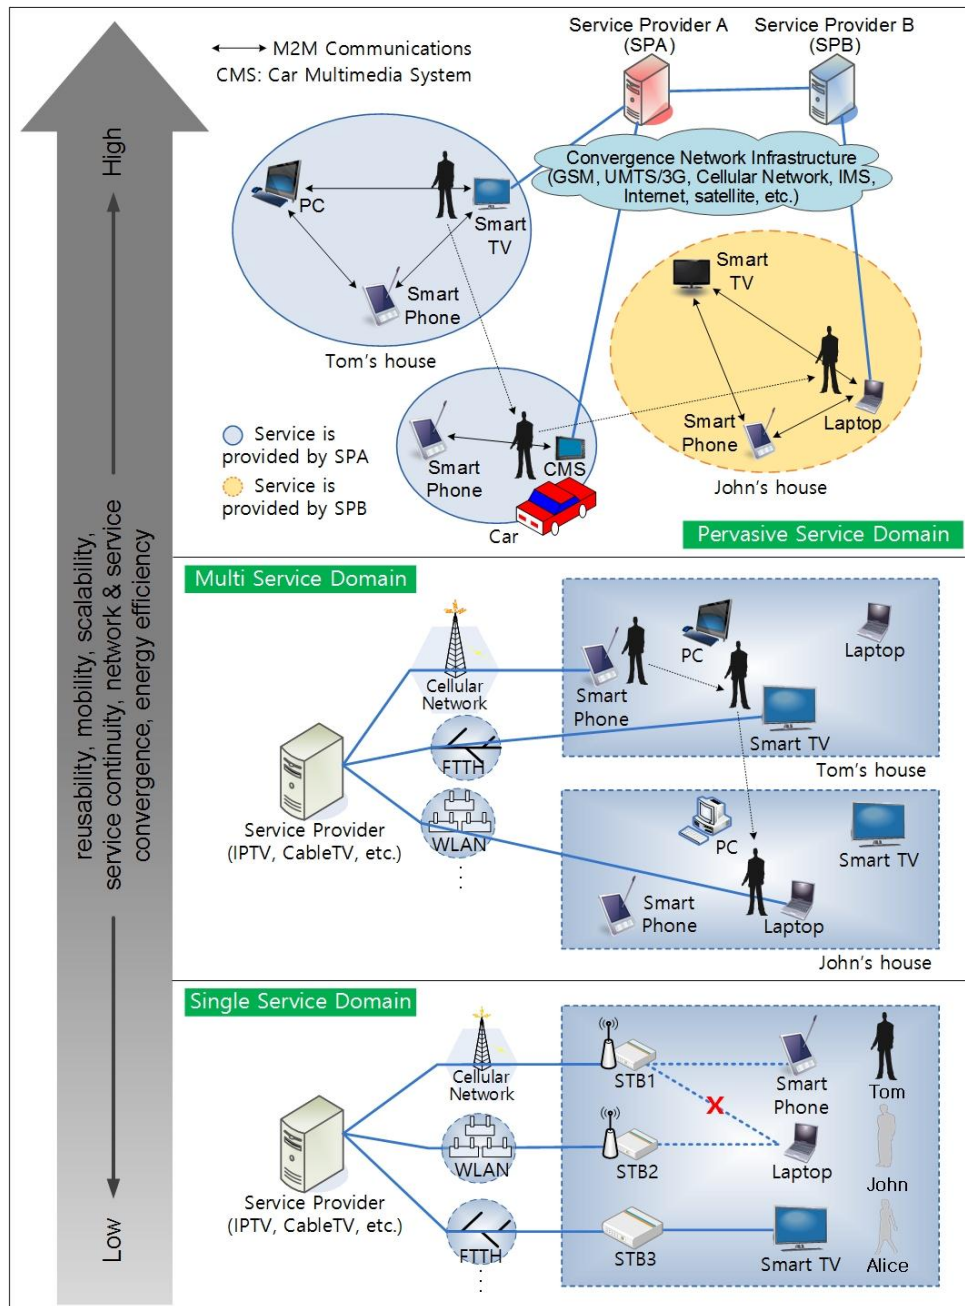 Service Provider A
(SPA)
Service Provider B
(SPB)
M2M Communications
CMS: Car Multimedia System
High
Convergence Network Infrastructure
(GSM, UMTS/3G, Cellular Network, IMS,
Internet, satellite, etc.)
PC
Smart
TV
Smart
Phone
Tom's house
Smart
TV
Smart
Phone
Laptop
John's house
Smart
Phone
CMS
Car
Service is
provided by SPA
Service is
provided by SPB
Pervasive Service Domain
reusability, mobility, scalability,
service continuity, network & service
convergence, energy efficiency
Multi Service Domain
Cellular
Network
FTTH
WLAN
Service Provider
(IPTV, CableTV, etc.)
Smart
Phone
PC
Laptop
Smart TV
Tom's house
PC
Smart TV
Smart
Phone
Laptop
John's house
Single Service Domain
Cellular
Network
WLAN
FTTH
Service Provider
(IPTV, CableTV, etc.)
STB1
STB2
STB3
X
Smart
Phone
Laptop
Smart TV
Tom
John
Alice
Low